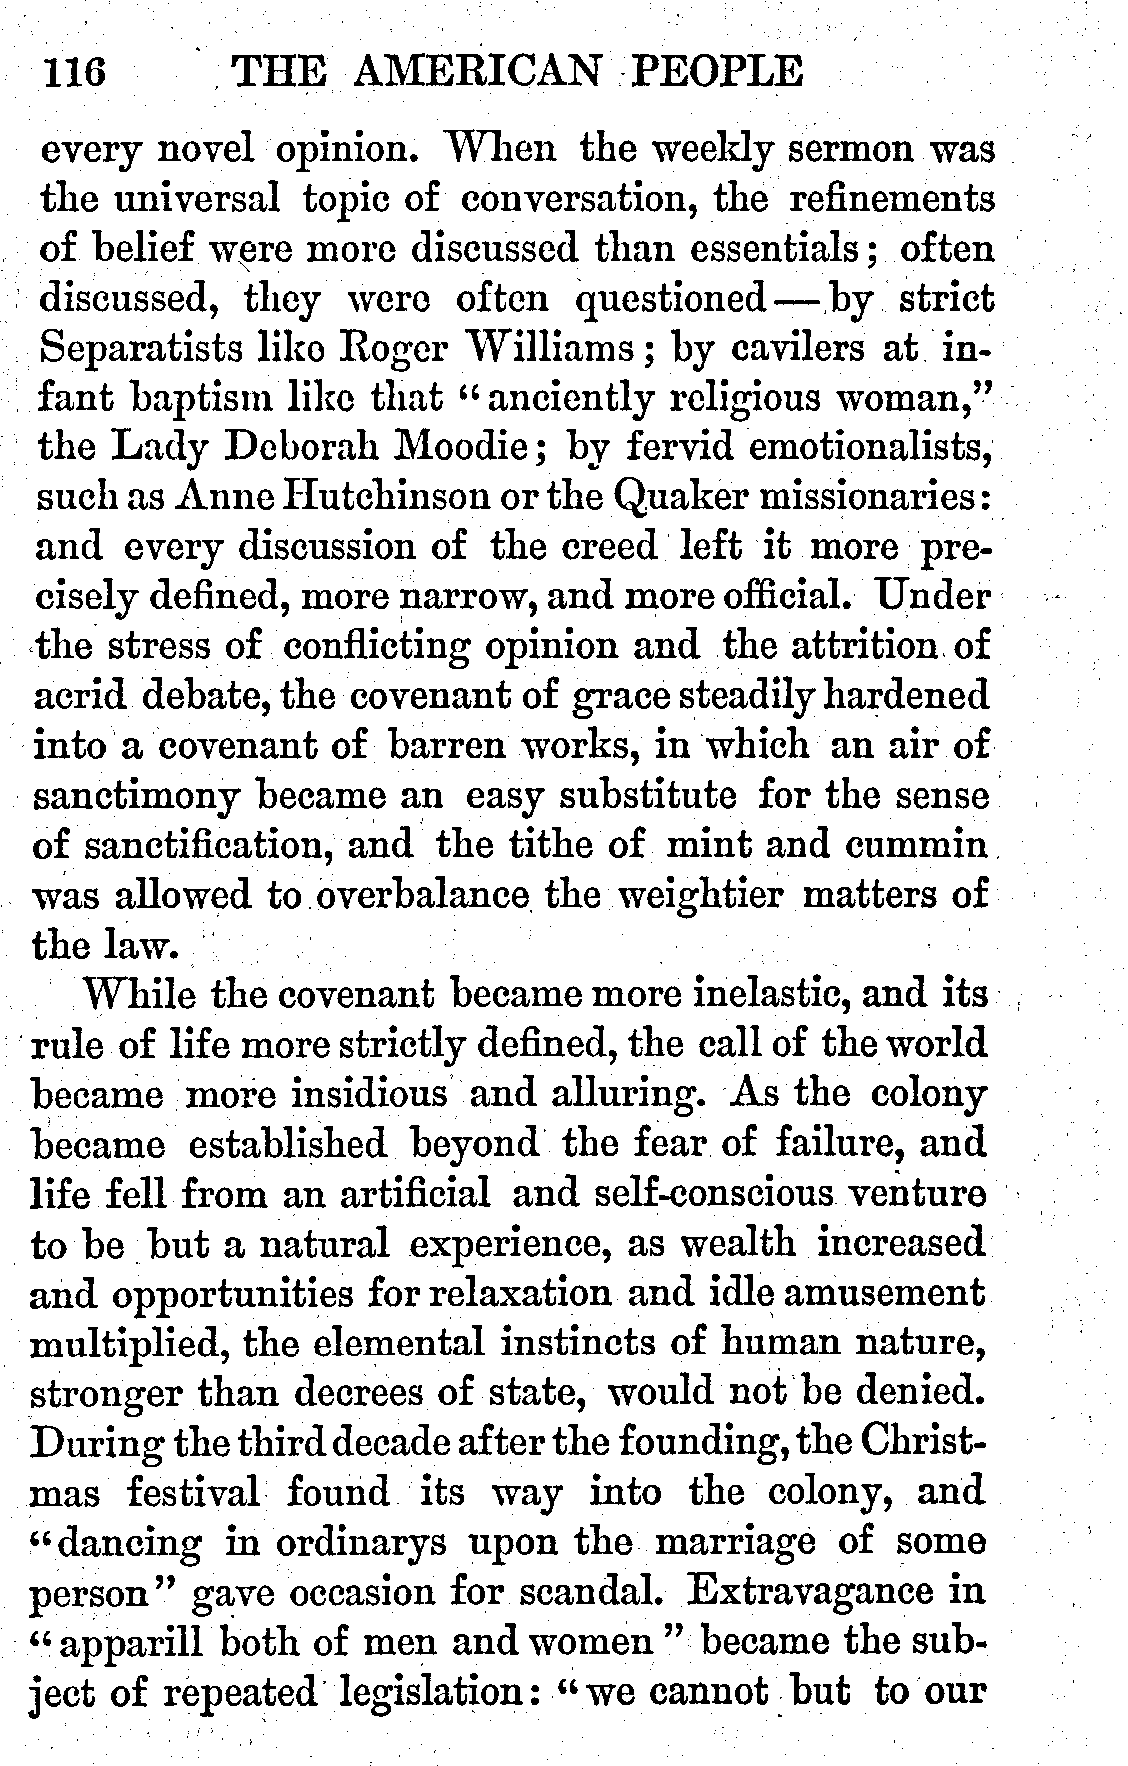 116 THE AMERICAN PEOPLE
every novel opinion. When the weekly sermon was
the universal topic of conversation, the refinements
of belief were more discussed than essentials; often
discussed, they were often questioned—by strict
Separatists like Roger Williams; by cavilers at in-
fant baptism like that “anciently religious woman,”
the Lady Deborah Moodie; by fervid emotionalists,
such as Anne Hutchinson or the Quaker missionaries:
and every discussion of the creed left it more pre-
cisely defined, more narrow, and more official. Under
the stress of conflicting opinion and the attrition of
acrid debate, the covenant of grace steadily hardened
into a covenant of barren works, in which an air of
sanctimony became an easy substitute for the sense
of sanctification, and the tithe of mint and cummin
was allowed to overbalance the weightier matters of
the law.
While the covenant became more inelastic, and its
rule of life more strictly defined, the call of the world
became more insidious and alluring. As the colony
became established beyond the fear of failure, and
life fell from an artificial and self-conscious venture
to be but a natural experience, as wealth increased
and opportunities for relaxation and idle amusement
multiplied, the elemental instincts of human nature,
stronger than decrees of state, would not be denied.
During the third decade after the founding, the Christ-
mas festival found its way into the colony, and
“dancing in ordinarys upon the marriage of some
person” gave occasion for scandal. Extravagance in
“apparill both of men and women” became the sub-
ject of repeated legislation: “we cannot but to our